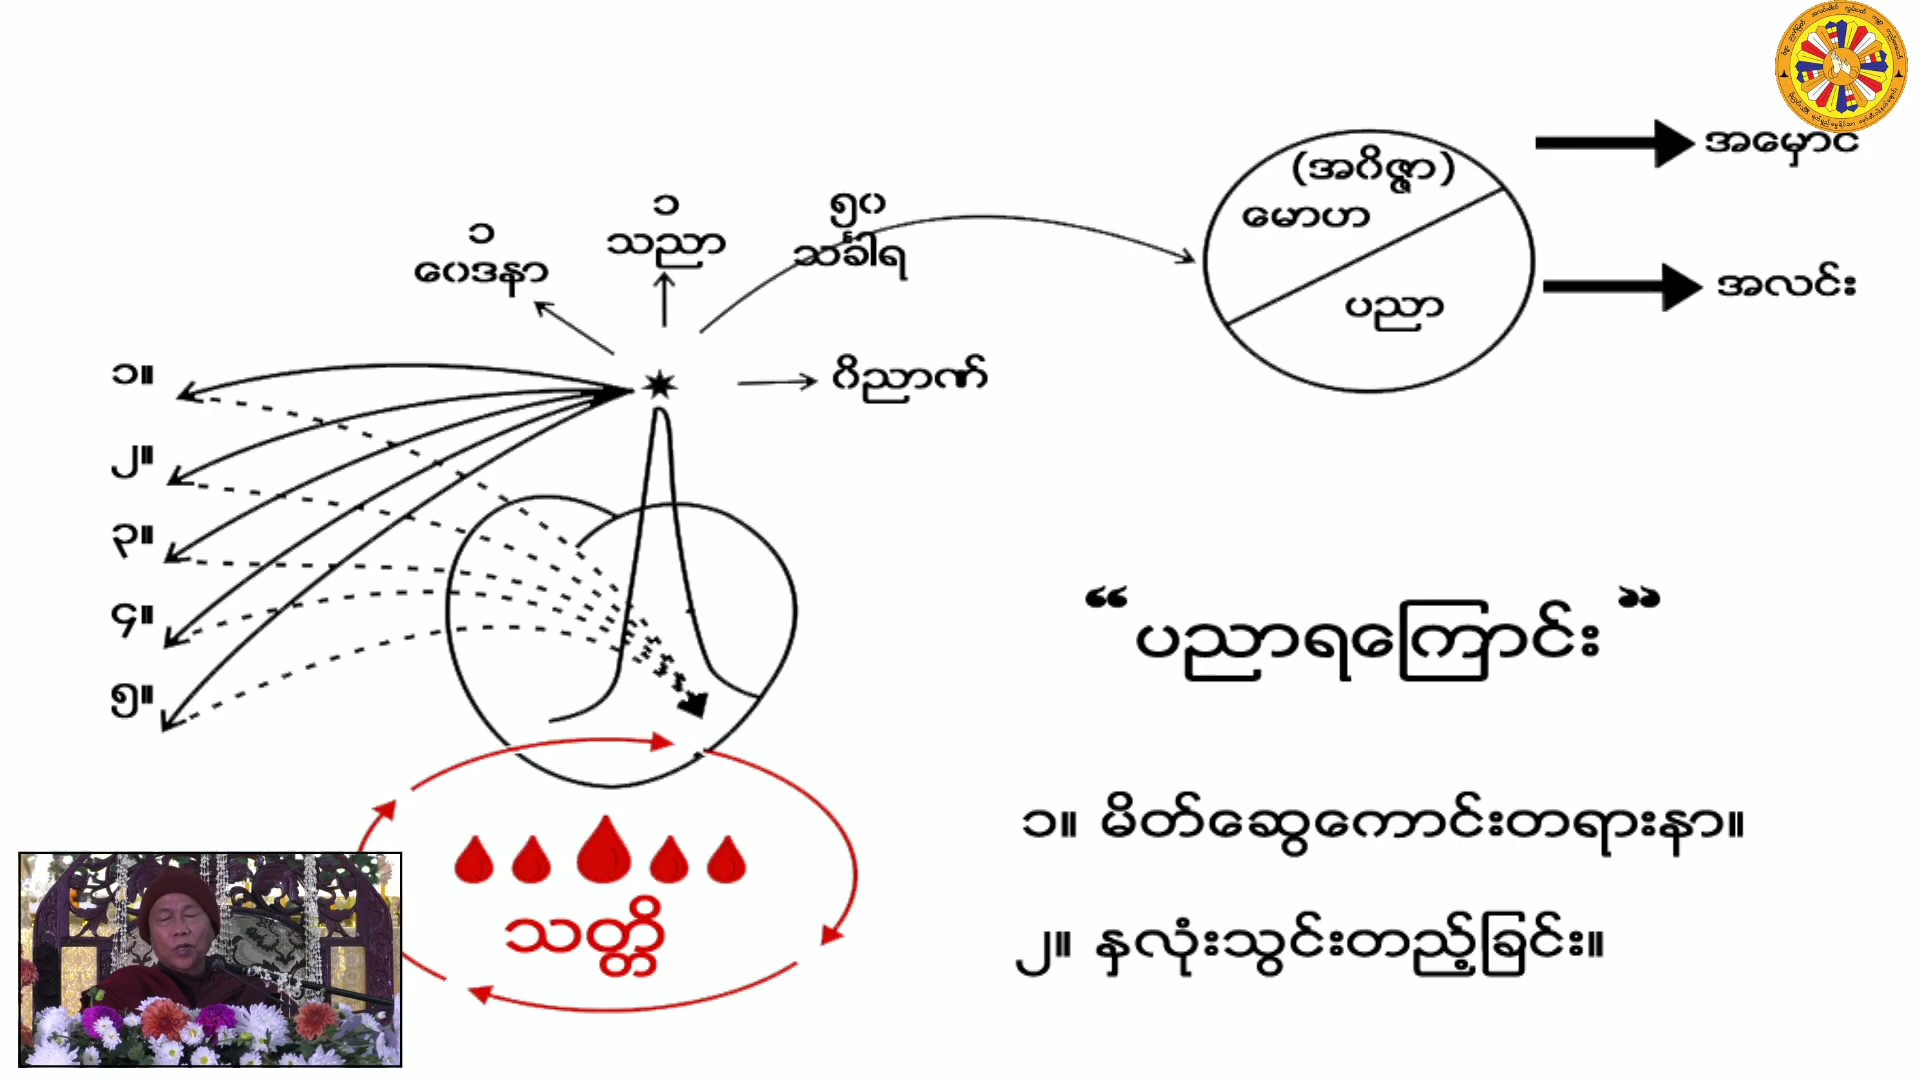 အမှောင်
(အဝိဇ္ဇာ)
မောဟ
ပညာ
အလင်း
၁
ဝေဒနာ
၁
သညာ
၅၀
သင်္ခါရ
ဝိညာဏ်
၁။
၂။
၃။
၄။
၅။
“ပညာရကြောင်း”
၁။ မိတ်ဆွေကောင်းတရားနာ။
၂။ နှလုံးသွင်းတည့်ခြင်း။
သတ္တိ